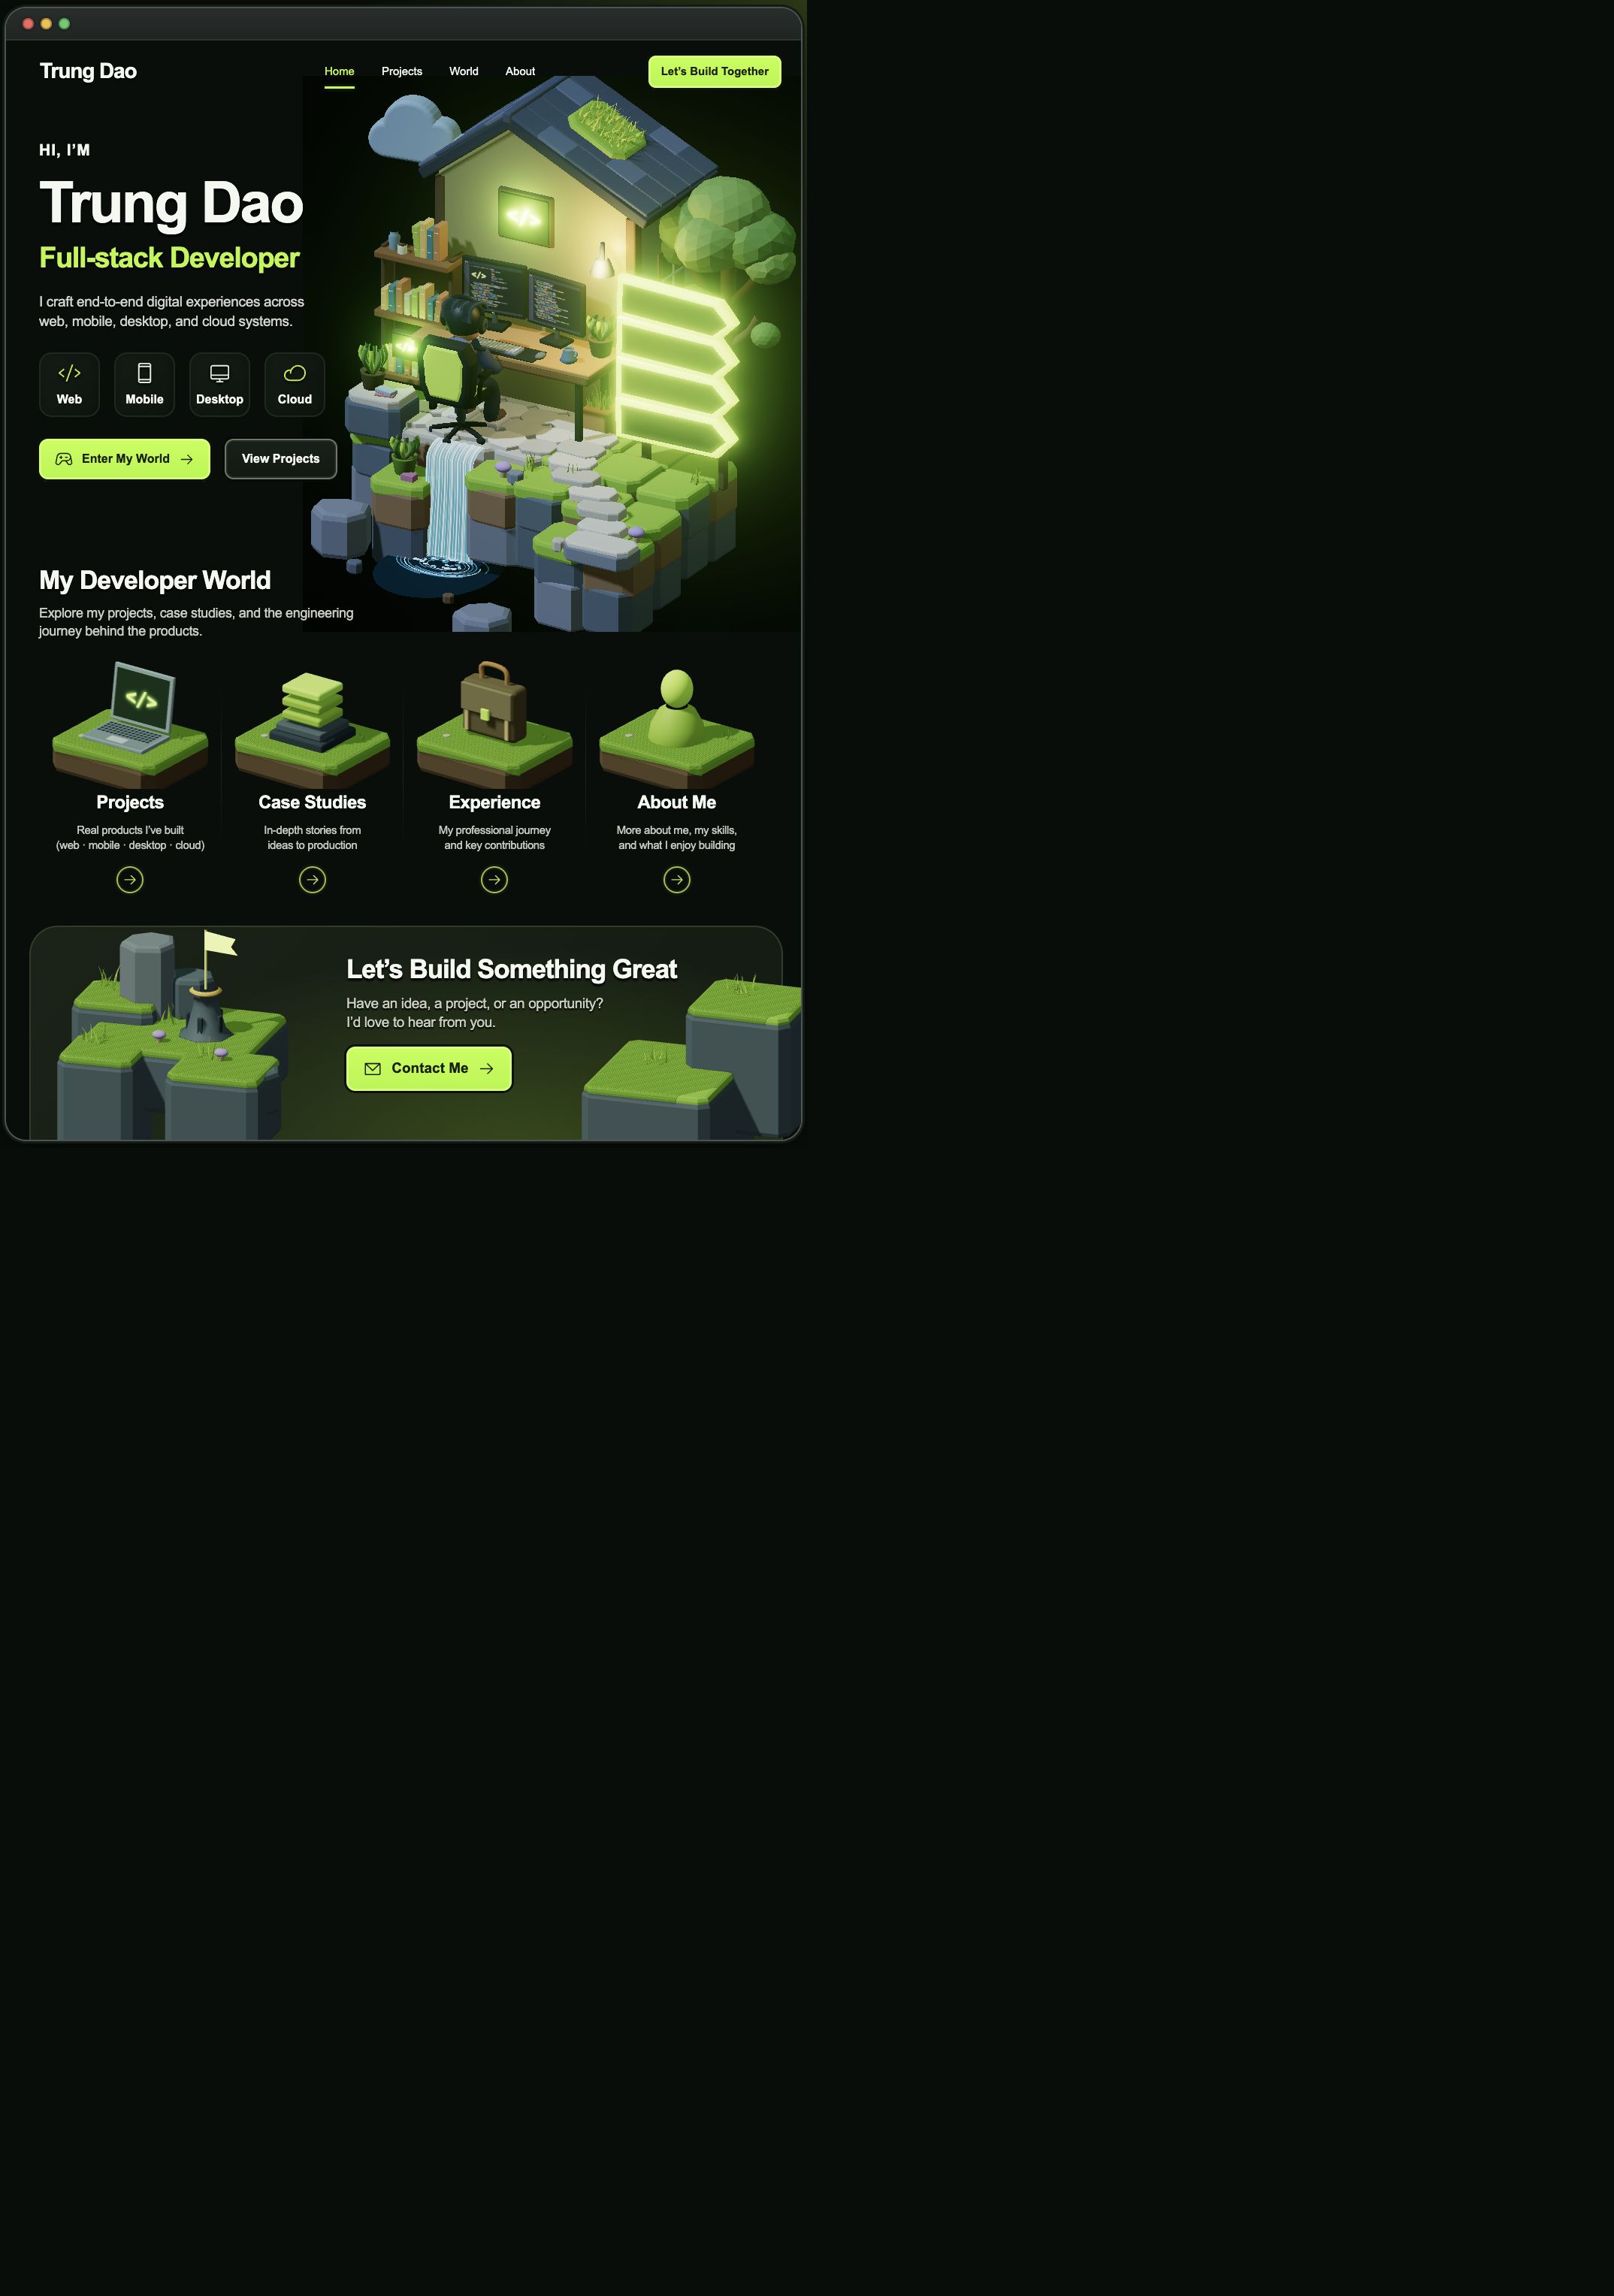 Trung Dao
Home Projects World About
Let's Build Together
HI, I'M
Trung Dao
Full-stack Developer
I craft end-to-end digital experiences across
web, mobile, desktop, and cloud systems.
</>
Web
Mobile
Desktop
Cloud
Enter My World
View Projects
</>
</>
</>
My Developer World
Explore my projects, case studies, and the engineering
journey behind the products.
</>
Projects
Real products I've built
(web · mobile · desktop · cloud)
Case Studies
In-depth stories from
ideas to production
Experience
My professional journey
and key contributions
About Me
More about me, my skills,
and what I enjoy building
Let's Build Something Great
Have an idea, a project, or an opportunity?
I'd love to hear from you.
Contact Me